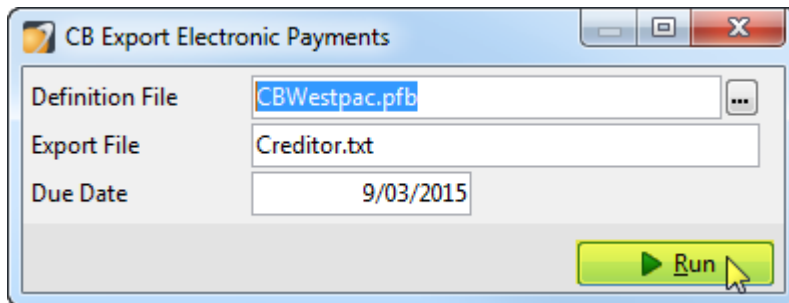 CB Export Electronic Payments
Definition File CBWestpac.pfb ...
Export File Creditor.txt
Due Date 9/03/2015
Run